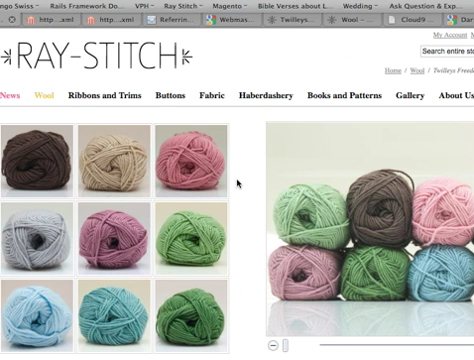 ngo Swiss Rails Framework Do... VPH Ray Stitch Magento Bible Verses about L... Wedding Ask Question & Exp...
http...xml http...xml Referrin... Webmas... Twilleys... Wool – ... Cloud9 ... Dar
RAY-STITCH
My Account
Search entire sto
Home / Wool / Twilleys Freed
News Wool Ribbons and Trims Buttons Fabric Haberdashery Books and Patterns Gallery About Us